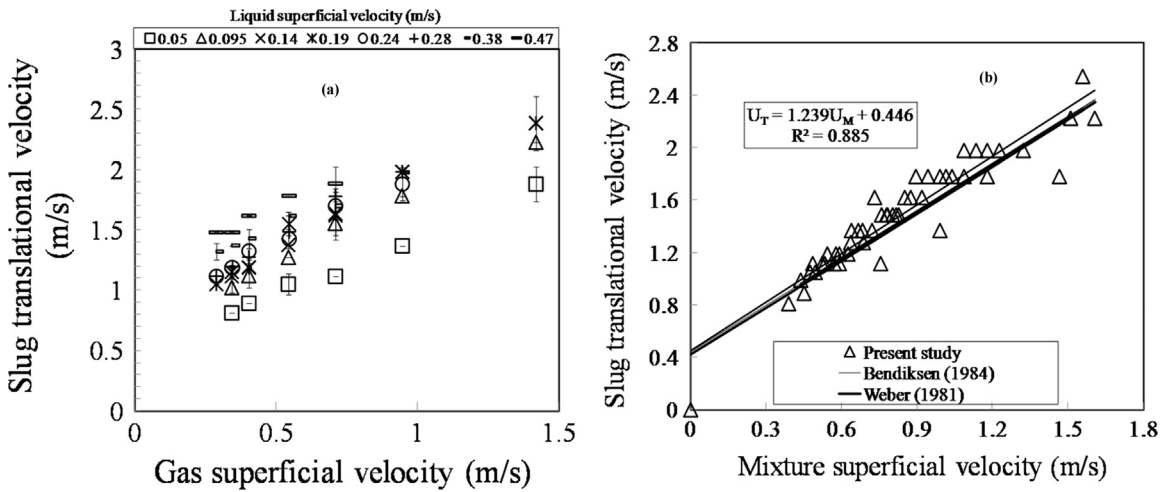 Liquid superficial velocity (m/s)
□0.05 △0.095 ×0.14 ж0.19 ○0.24 +0.28 -0.38 −0.47
(a)
3
2.5
2
1.5
1
0.5
0
0 0.5 1 1.5
Slug translational velocity
(m/s)
Gas superficial velocity (m/s)
(b)
U_T = 1.239U_M + 0.446
R² = 0.885
2.8
2.4
2
1.6
1.2
0.8
0.4
0
△ Present study
Bendiksen (1984)
Weber (1981)
0 0.3 0.6 0.9 1.2 1.5 1.8
Slug translational velocity (m/s)
Mixture superficial velocity (m/s)